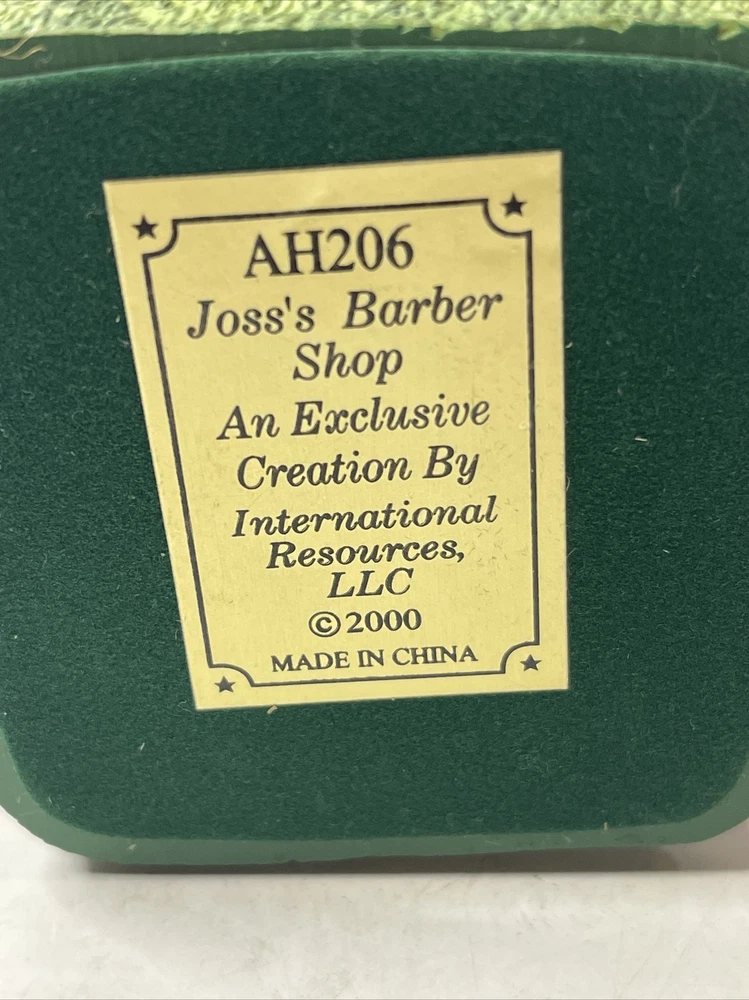 AH206
Joss's Barber
Shop
An Exclusive
Creation By
International
Resources,
LLC
©2000
MADE IN CHINA